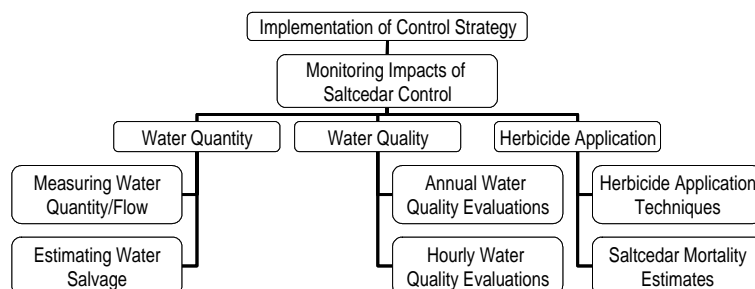 Implementation of Control Strategy
Monitoring Impacts of
Saltcedar Control
Water Quantity
Water Quality
Herbicide Application
Measuring Water
Quantity/Flow
Annual Water
Quality Evaluations
Herbicide Application
Techniques
Estimating Water
Salvage
Hourly Water
Quality Evaluations
Saltcedar Mortality
Estimates